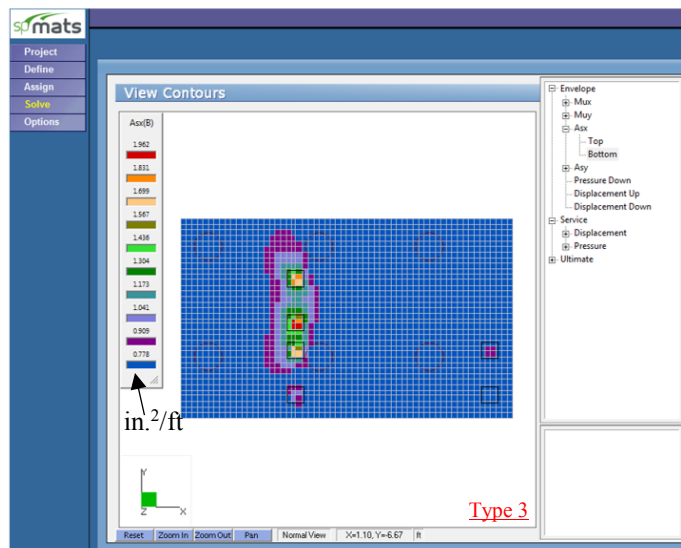 spmats
Project
Define
Assign
Solve
Options
View Contours
Asx(B)
1.962
1.831
1.699
1.567
1.436
1.304
1.173
1.041
0.909
0.778
in.²/ft
Y
Z
X
Type 3
Reset Zoom In Zoom Out Pan Normal View X=1.10, Y=-6.67 ft
Envelope
Mux
Muy
Asx
Top
Bottom
Asy
Pressure Down
Displacement Up
Displacement Down
Service
Displacement
Pressure
Ultimate